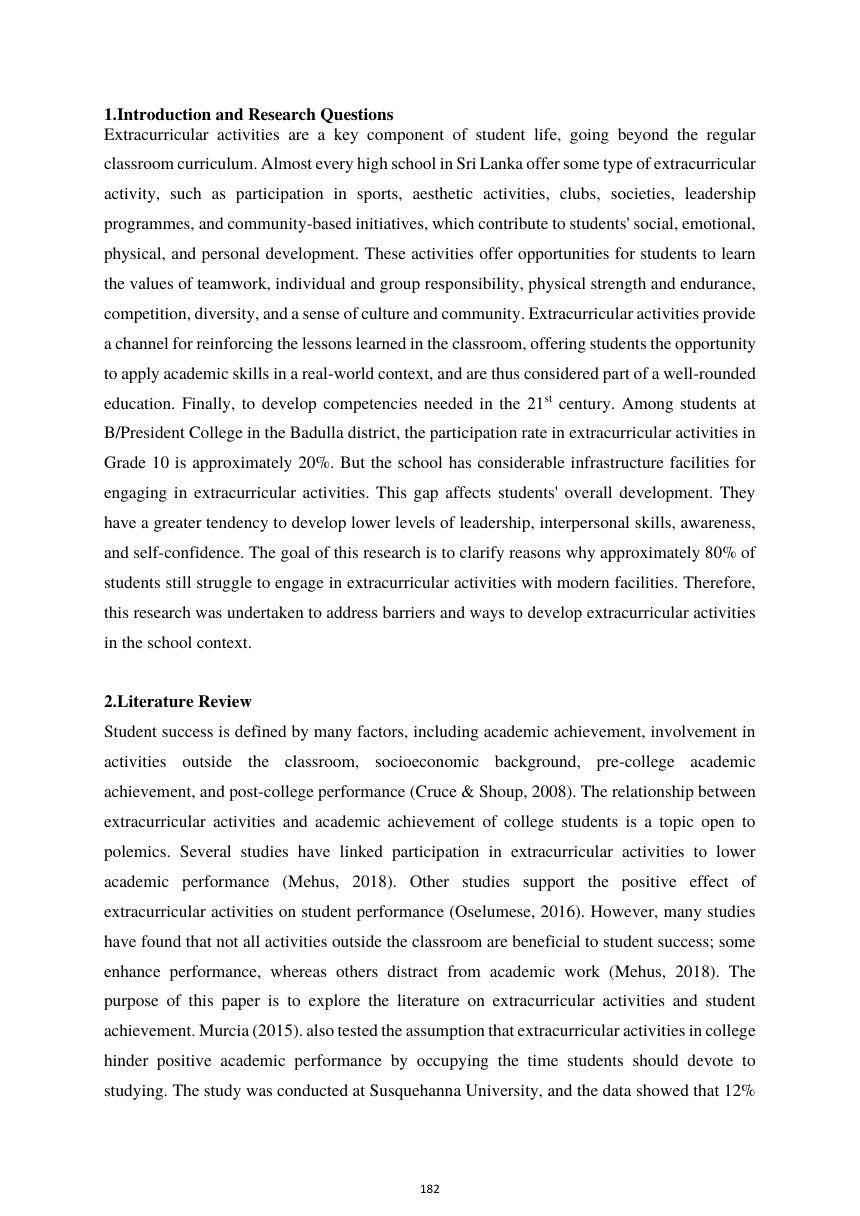 1.Introduction and Research Questions
Extracurricular activities are a key component of student life, going beyond the regular
classroom curriculum. Almost every high school in Sri Lanka offer some type of extracurricular
activity, such as participation in sports, aesthetic activities, clubs, societies, leadership
programmes, and community-based initiatives, which contribute to students' social, emotional,
physical, and personal development. These activities offer opportunities for students to learn
the values of teamwork, individual and group responsibility, physical strength and endurance,
competition, diversity, and a sense of culture and community. Extracurricular activities provide
a channel for reinforcing the lessons learned in the classroom, offering students the opportunity
to apply academic skills in a real-world context, and are thus considered part of a well-rounded
education. Finally, to develop competencies needed in the 21st century. Among students at
B/President College in the Badulla district, the participation rate in extracurricular activities in
Grade 10 is approximately 20%. But the school has considerable infrastructure facilities for
engaging in extracurricular activities. This gap affects students' overall development. They
have a greater tendency to develop lower levels of leadership, interpersonal skills, awareness,
and self-confidence. The goal of this research is to clarify reasons why approximately 80% of
students still struggle to engage in extracurricular activities with modern facilities. Therefore,
this research was undertaken to address barriers and ways to develop extracurricular activities
in the school context.
2.Literature Review
Student success is defined by many factors, including academic achievement, involvement in
activities outside the classroom, socioeconomic background, pre-college academic
achievement, and post-college performance (Cruce & Shoup, 2008). The relationship between
extracurricular activities and academic achievement of college students is a topic open to
polemics. Several studies have linked participation in extracurricular activities to lower
academic performance (Mehus, 2018). Other studies support the positive effect of
extracurricular activities on student performance (Oselumese, 2016). However, many studies
have found that not all activities outside the classroom are beneficial to student success; some
enhance performance, whereas others distract from academic work (Mehus, 2018). The
purpose of this paper is to explore the literature on extracurricular activities and student
achievement. Murcia (2015). also tested the assumption that extracurricular activities in college
hinder positive academic performance by occupying the time students should devote to
studying. The study was conducted at Susquehanna University, and the data showed that 12%
182